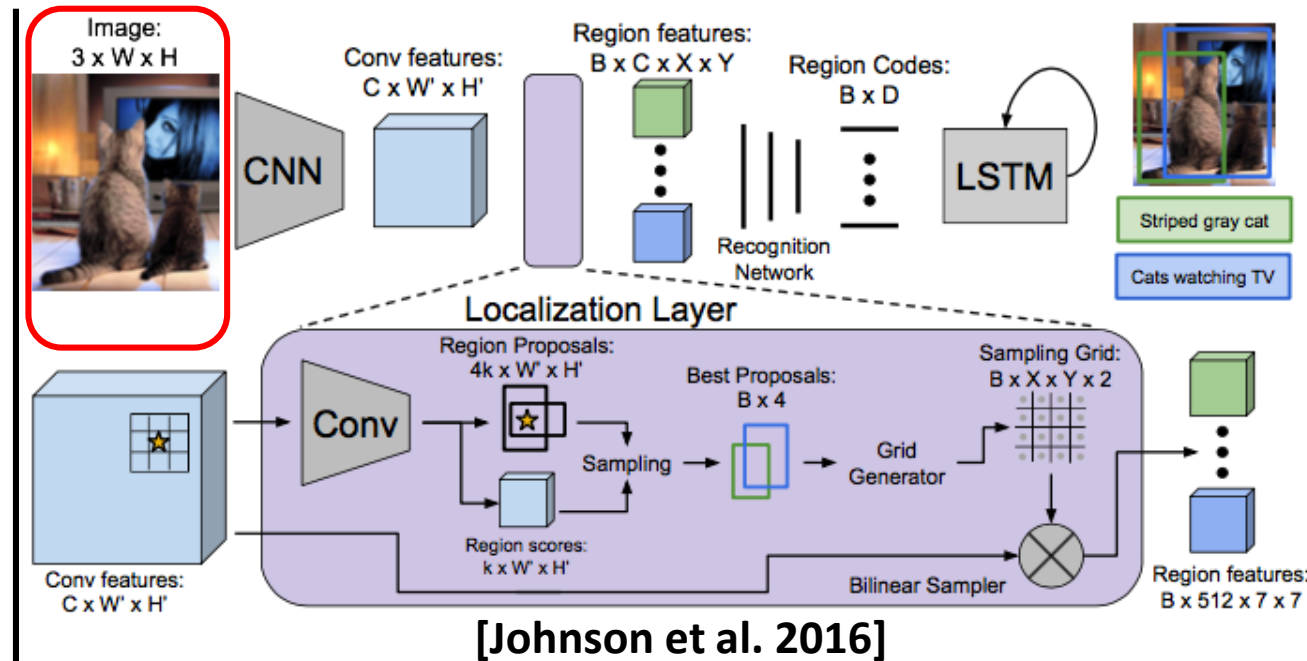 Image:
3 x W x H
CNN
Conv features:
C x W' x H'
Region features:
B x C x X x Y
Recognition
Network
Region Codes:
B x D
LSTM
Striped gray cat
Cats watching TV
Localization Layer
Conv features:
C x W' x H'
Conv
Region Proposals:
4k x W' x H'
Region scores:
k x W' x H'
Sampling
Best Proposals:
B x 4
Grid
Generator
Sampling Grid:
B x X x Y x 2
Bilinear Sampler
Region features:
B x 512 x 7 x 7
[Johnson et al. 2016]